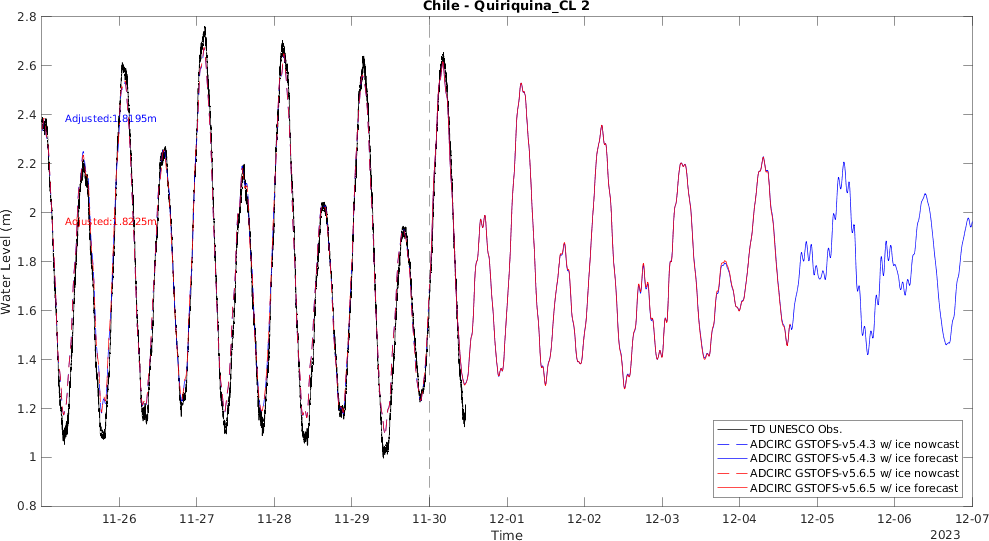 Chile - Quiriquina_CL 2
2.8
2.6
2.4
2.2
2
1.8
1.6
1.4
1.2
1
0.8
Water Level (m)
Adjusted:1.8195m
Adjusted:1.8225m
TD UNESCO Obs.
ADCIRC GSTOFS-v5.4.3 w/ ice nowcast
ADCIRC GSTOFS-v5.4.3 w/ ice forecast
ADCIRC GSTOFS-v5.6.5 w/ ice nowcast
ADCIRC GSTOFS-v5.6.5 w/ ice forecast
11-26 11-27 11-28 11-29 11-30 12-01 12-02 12-03 12-04 12-05 12-06 12-07
Time
2023